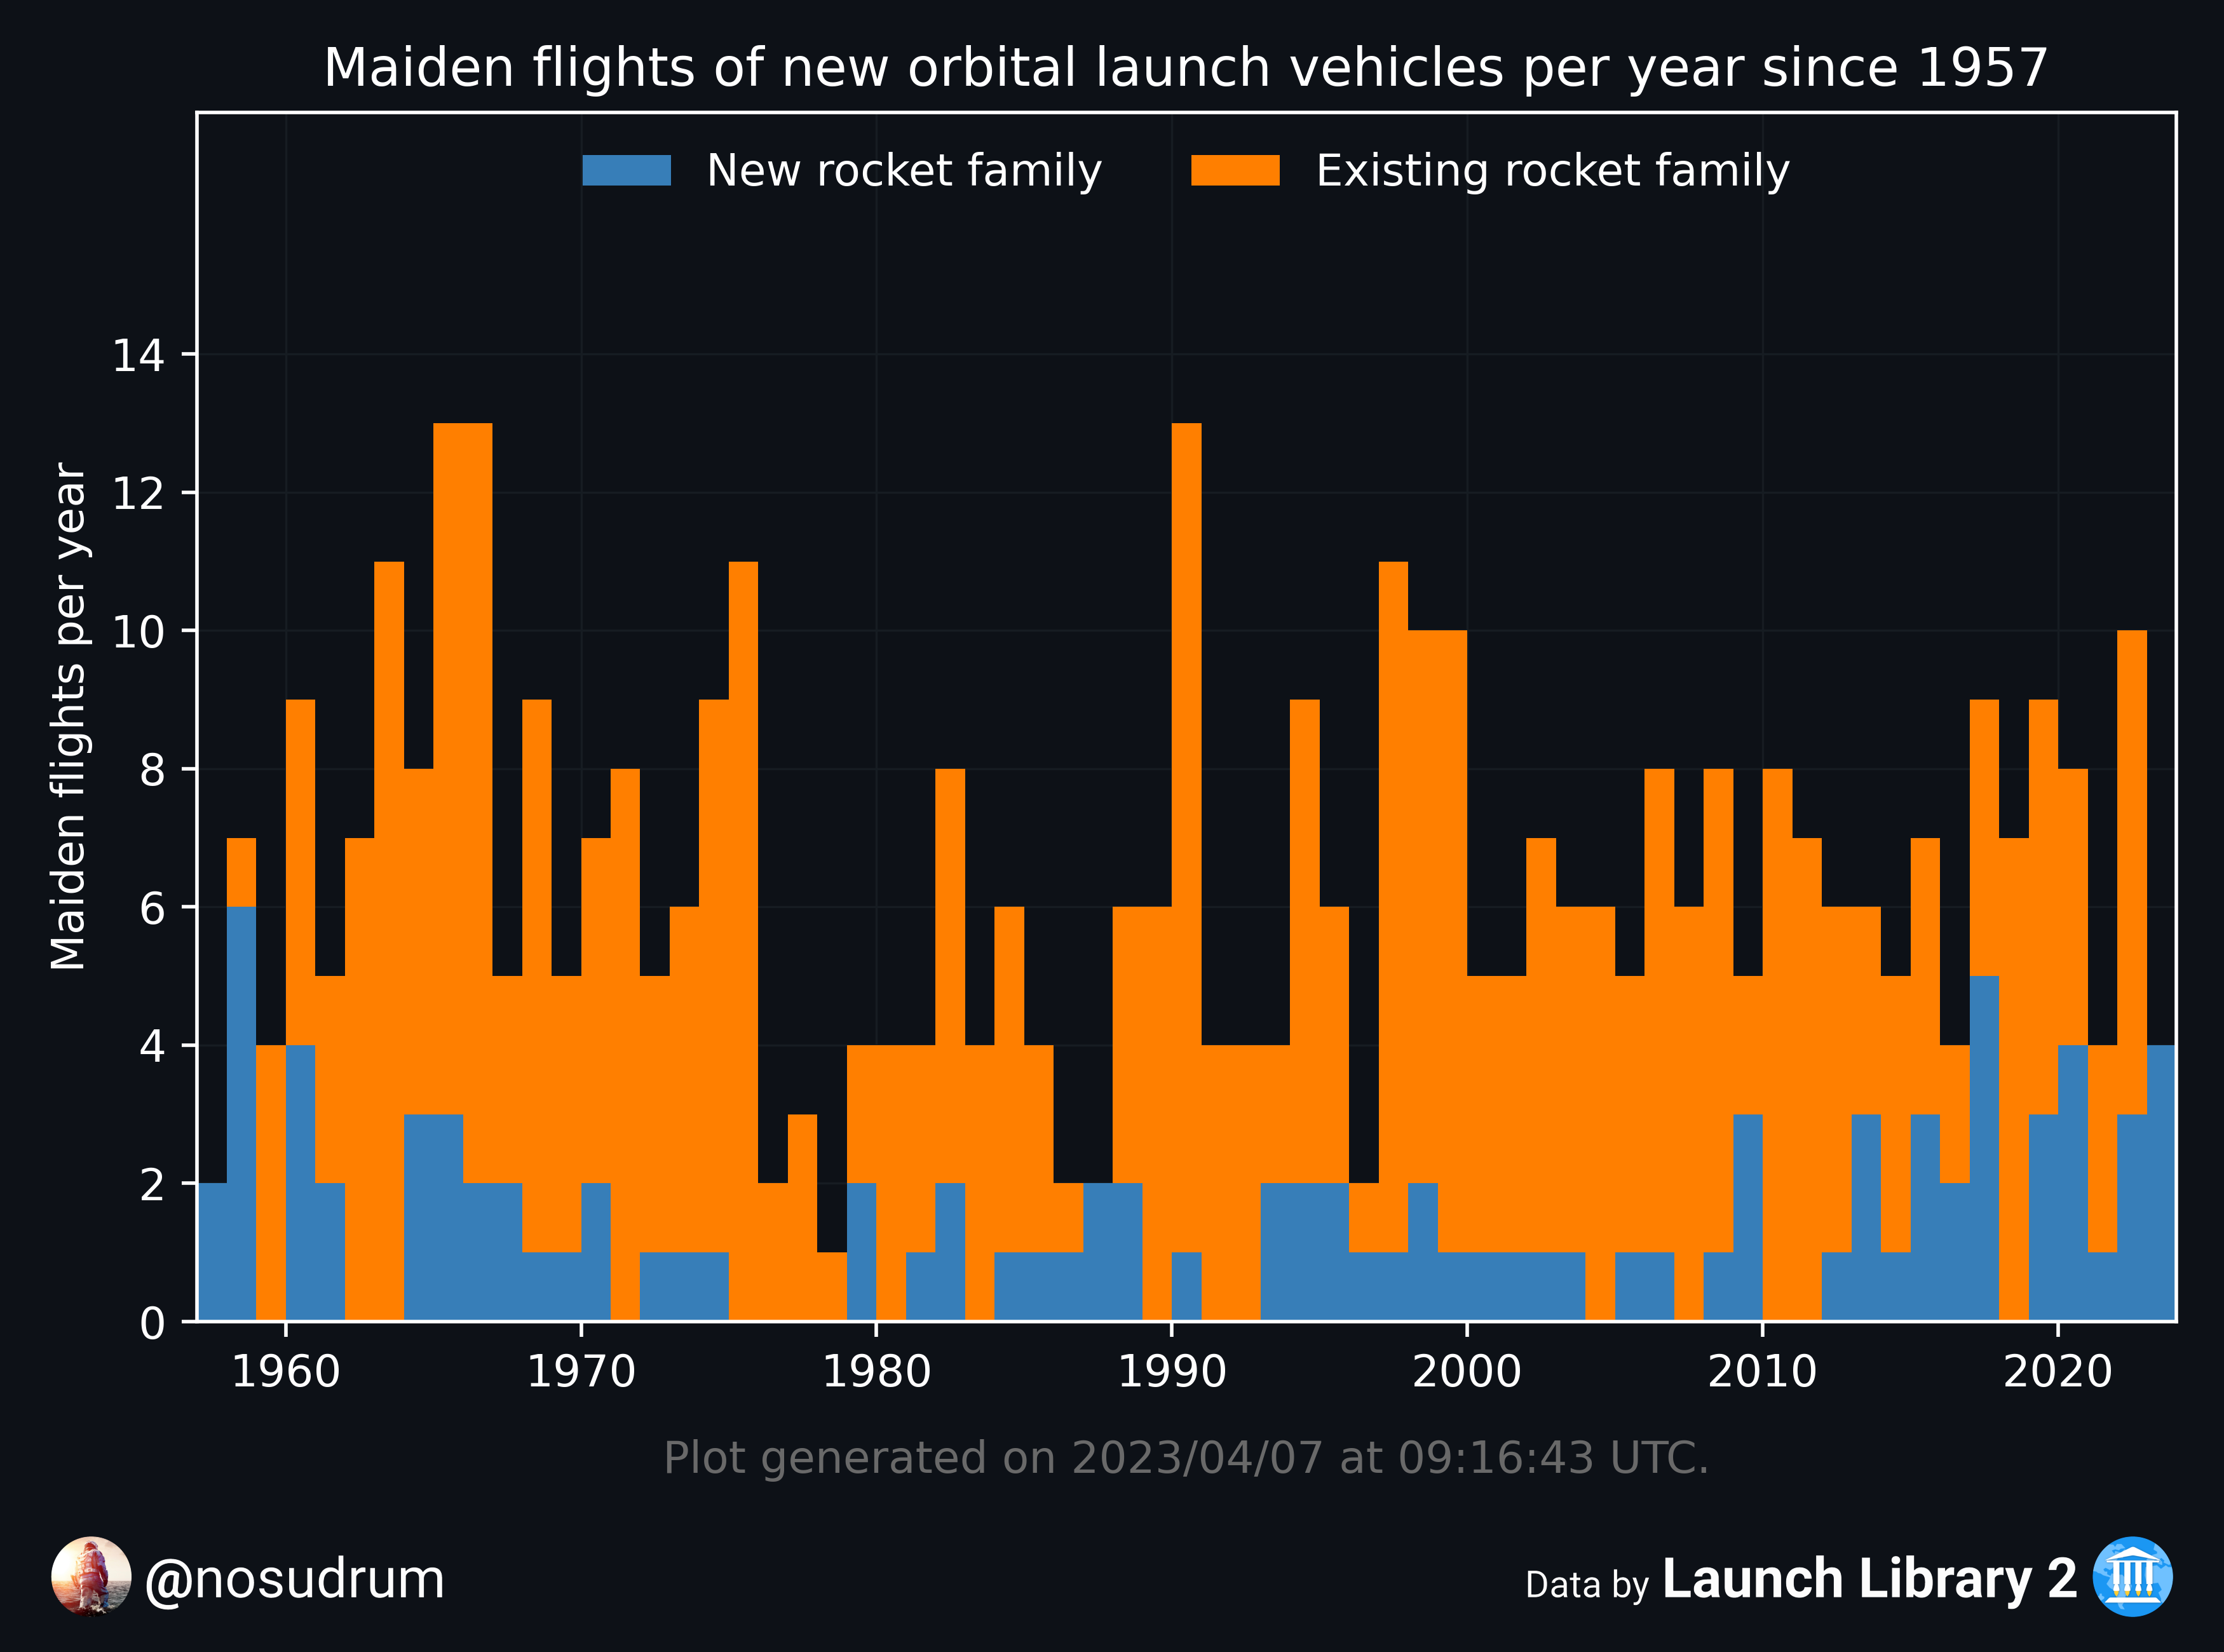 Maiden flights of new orbital launch vehicles per year since 1957
New rocket family
Existing rocket family
Maiden flights per year
14
12
10
8
6
4
2
0
1960
1970
1980
1990
2000
2010
2020
Plot generated on 2023/04/07 at 09:16:43 UTC.
@nosudrum
Data by Launch Library 2